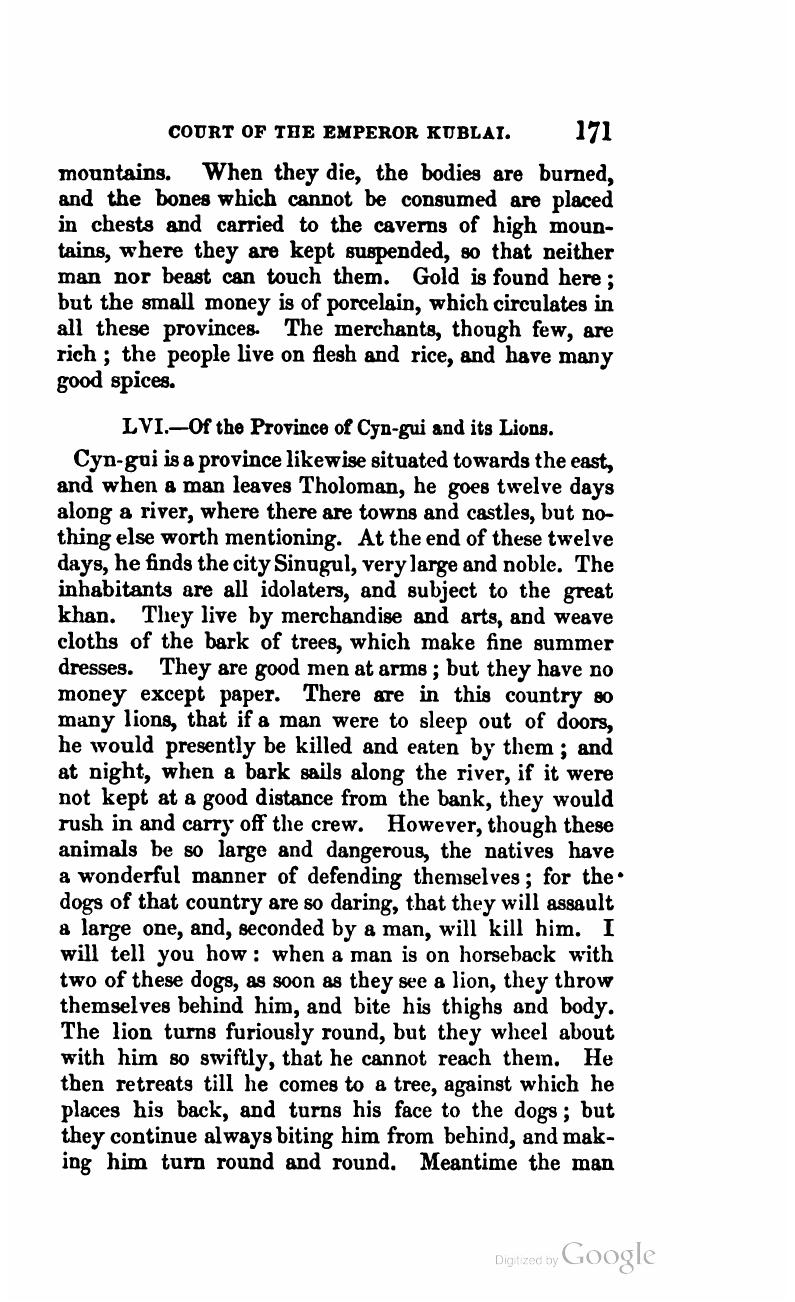 COURT OF THE EMPEROR KUBLAI. 171
mountains. When they die, the bodies are burned,
and the bones which cannot be consumed are placed
in chests and carried to the caverns of high moun-
tains, where they are kept suspended, so that neither
man nor beast can touch them. Gold is found here ;
but the small money is of porcelain, which circulates in
all these provinces. The merchants, though few, are
rich ; the people live on flesh and rice, and have many
good spices.
LVI.—Of the Province of Cyn-gui and its Lions.
Cyn-gui is a province likewise situated towards the east,
and when a man leaves Tholoman, he goes twelve days
along a river, where there are towns and castles, but no-
thing else worth mentioning. At the end of these twelve
days, he finds the city Sinugul, very large and noble. The
inhabitants are all idolaters, and subject to the great
khan. They live by merchandise and arts, and weave
cloths of the bark of trees, which make fine summer
dresses. They are good men at arms ; but they have no
money except paper. There are in this country so
many lions, that if a man were to sleep out of doors,
he would presently be killed and eaten by them ; and
at night, when a bark sails along the river, if it were
not kept at a good distance from the bank, they would
rush in and carry off the crew. However, though these
animals be so large and dangerous, the natives have
a wonderful manner of defending themselves ; for the
dogs of that country are so daring, that they will assault
a large one, and, seconded by a man, will kill him. I
will tell you how : when a man is on horseback with
two of these dogs, as soon as they see a lion, they throw
themselves behind him, and bite his thighs and body.
The lion turns furiously round, but they wheel about
with him so swiftly, that he cannot reach them. He
then retreats till he comes to a tree, against which he
places his back, and turns his face to the dogs ; but
they continue always biting him from behind, and mak-
ing him turn round and round. Meantime the man
Digitized by Google